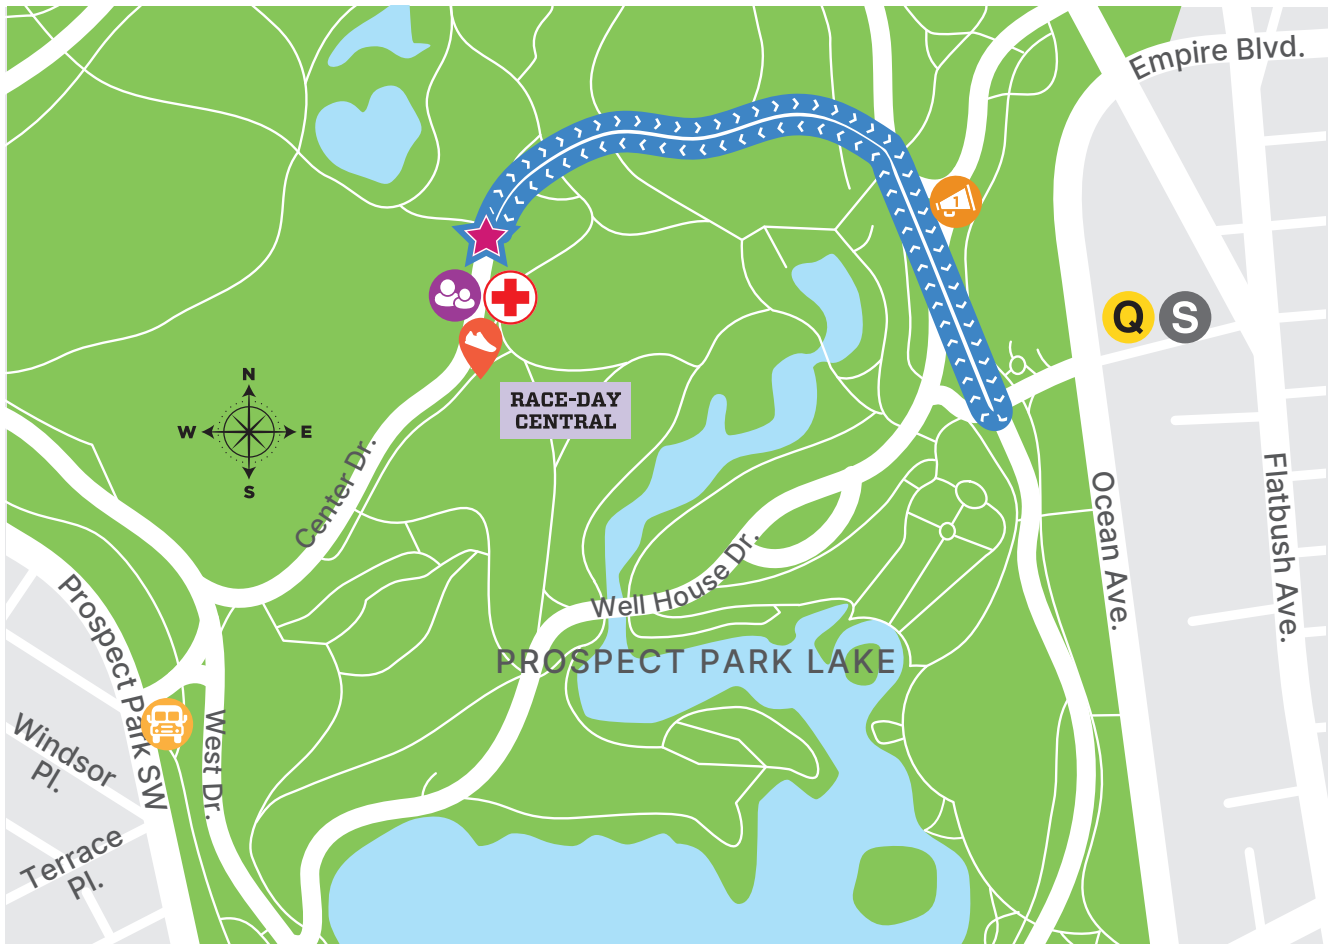 Empire Blvd.
1
Q
S
N
W
E
S
RACE-DAY
CENTRAL
Center Dr.
Ocean Ave.
Flatbush Ave.
Well House Dr.
PROSPECT PARK LAKE
Prospect Park SW
West Dr.
Windsor
Pl.
Terrace
Pl.